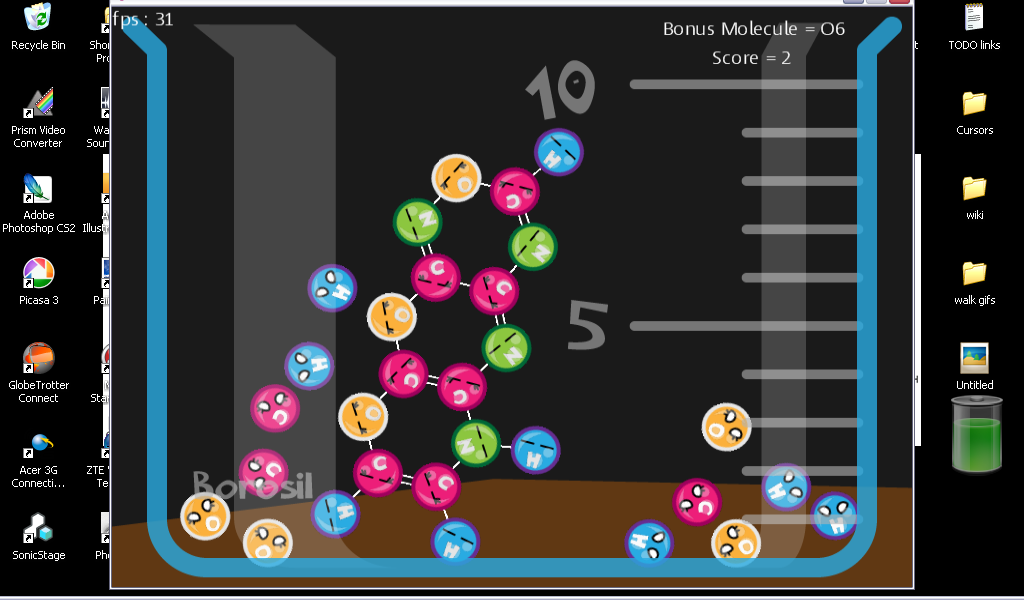 fps : 31
Bonus Molecule = O6
Score = 2
10
5
Borosil
Recycle Bin
Prism Video
Converter
Adobe
Photoshop CS2
Picasa 3
GlobeTrotter
Connect
Acer 3G
Connecti...
SonicStage
TODO links
Cursors
wiki
walk gifs
Untitled
O
C
H
N
N
C
C
H
O
N
H
C
C
O
C
N
H
O
C
C
C
H
O
H
H
C
H
O
O
H
H
O